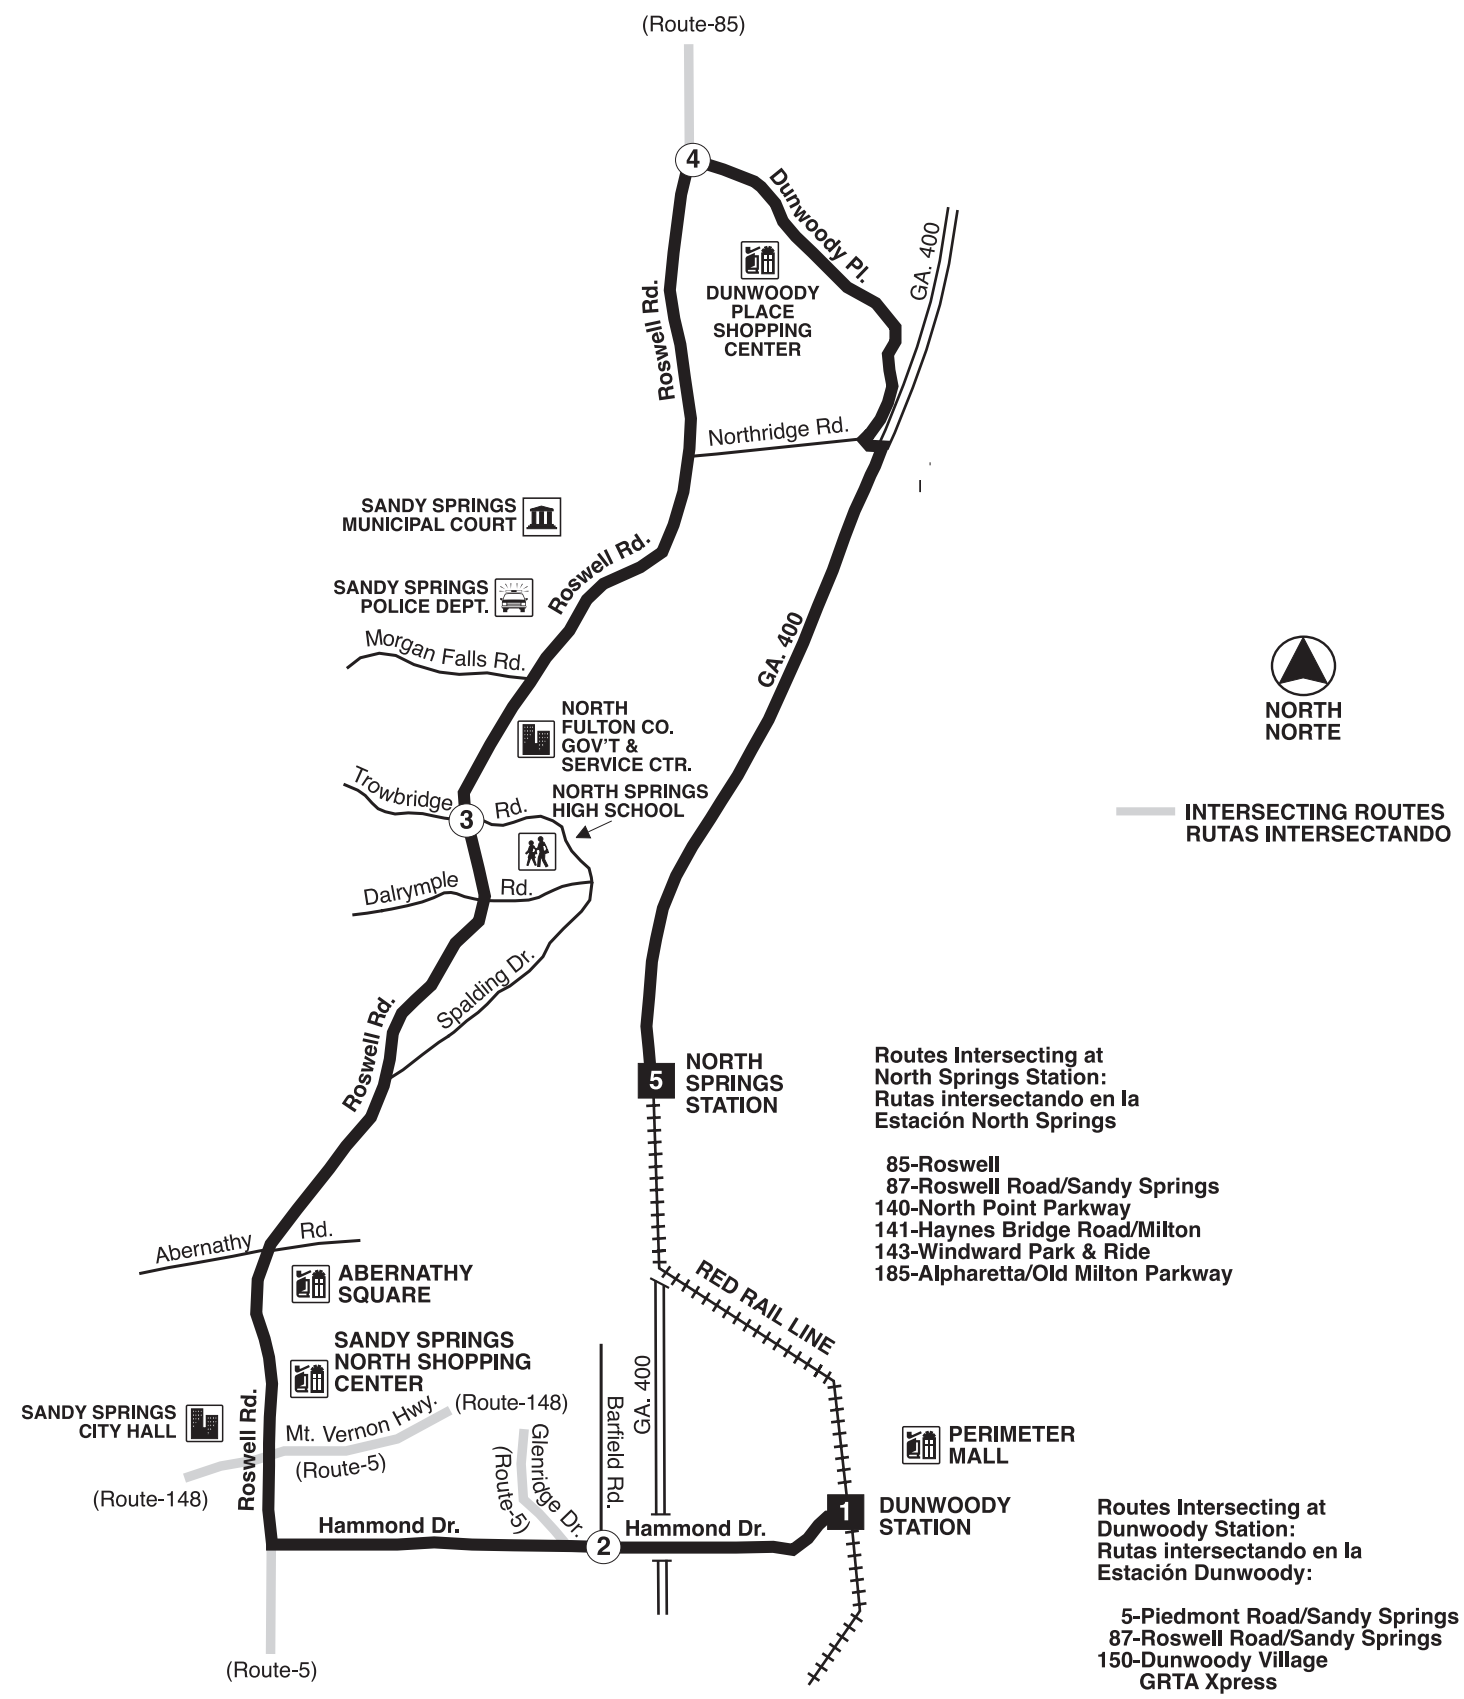 (Route-85)
4
Dunwoody Pl.
GA. 400
DUNWOODY
PLACE
SHOPPING
CENTER
Roswell Rd.
Northridge Rd.
SANDY SPRINGS
MUNICIPAL COURT
Roswell Rd.
SANDY SPRINGS
POLICE DEPT.
Morgan Falls Rd.
GA. 400
NORTH
NORTE
NORTH
FULTON CO.
GOV'T &
SERVICE CTR.
Trowbridge Rd.
3
NORTH SPRINGS
HIGH SCHOOL
INTERSECTING ROUTES
RUTAS INTERSECTANDO
Dalrymple Rd.
Spalding Dr.
Roswell Rd.
5
NORTH
SPRINGS
STATION
Routes Intersecting at
North Springs Station:
Rutas intersectando en la
Estación North Springs
85-Roswell
87-Roswell Road/Sandy Springs
140-North Point Parkway
141-Haynes Bridge Road/Milton
143-Windward Park & Ride
185-Alpharetta/Old Milton Parkway
Abernathy Rd.
ABERNATHY
SQUARE
RED RAIL LINE
SANDY SPRINGS
NORTH SHOPPING
CENTER
SANDY SPRINGS
CITY HALL
Roswell Rd.
Mt. Vernon Hwy.
(Route-148)
(Route-5)
(Route-148)
Glenridge Dr.
(Route-5)
Barfield Rd.
GA. 400
PERIMETER
MALL
1
DUNWOODY
STATION
Hammond Dr.
2
Hammond Dr.
(Route-5)
Routes Intersecting at
Dunwoody Station:
Rutas intersectando en la
Estación Dunwoody:
5-Piedmont Road/Sandy Springs
87-Roswell Road/Sandy Springs
150-Dunwoody Village
GRTA Xpress